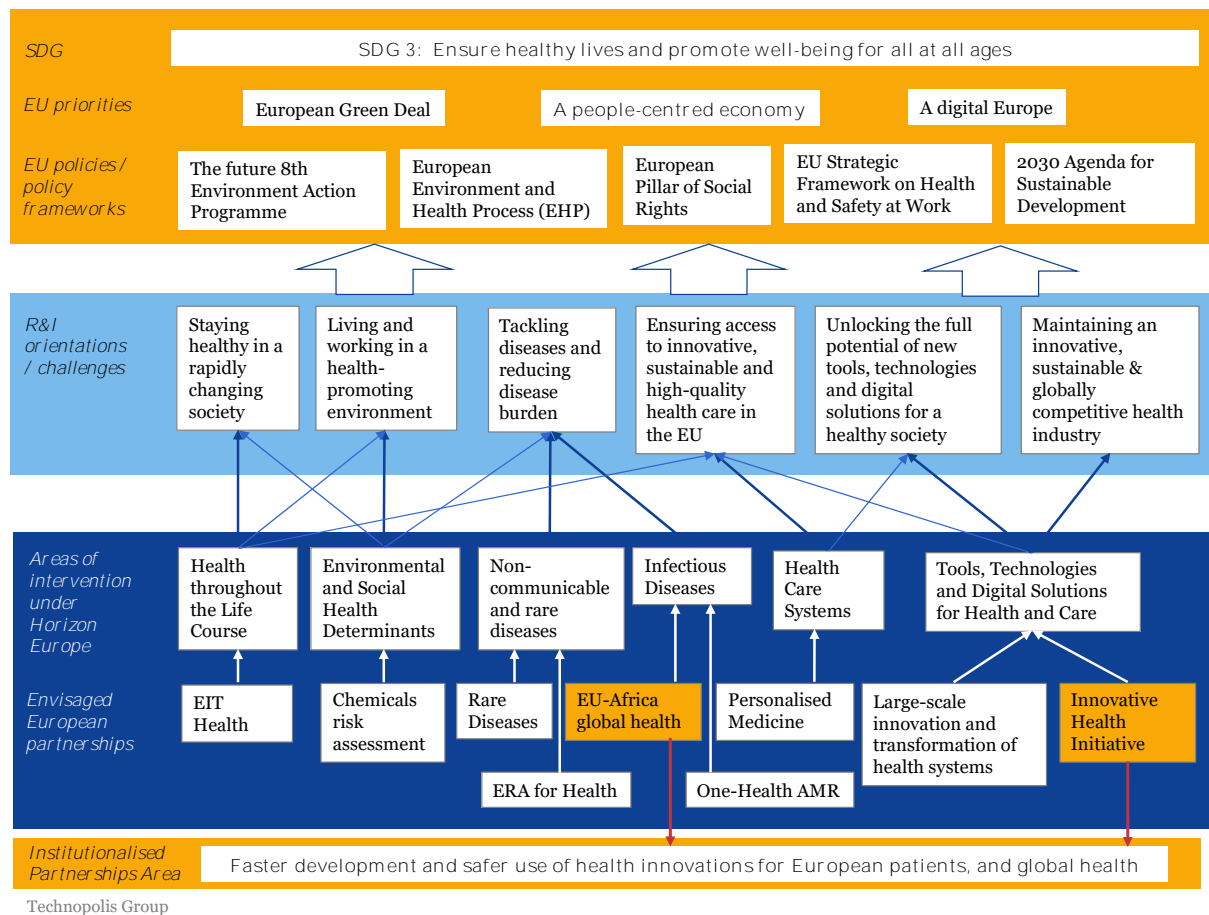 SDG
SDG 3: Ensure healthy lives and promote well-being for all at all ages
EU priorities
European Green Deal
A people-centred economy
A digital Europe
EU policies /
policy
frameworks
The future 8th
Environment Action
Programme
European
Environment and
Health Process (EHP)
European
Pillar of Social
Rights
EU Strategic
Framework on Health
and Safety at Work
2030 Agenda for
Sustainable
Development
R&I
orientations
/ challenges
Staying
healthy in a
rapidly
changing
society
Living and
working in a
health-
promoting
environment
Tackling
diseases and
reducing
disease
burden
Ensuring access
to innovative,
sustainable and
high-quality
health care in
the EU
Unlocking the full
potential of new
tools, technologies
and digital
solutions for a
healthy society
Maintaining an
innovative,
sustainable &
globally
competitive health
industry
Areas of
intervention
under
Horizon
Europe
Health
throughout
the Life
Course
Environmental
and Social
Health
Determinants
Non-
communicable
and rare
diseases
Infectious
Diseases
Health
Care
Systems
Tools, Technologies
and Digital Solutions
for Health and Care
Envisaged
European
partnerships
EIT
Health
Chemicals
risk
assessment
Rare
Diseases
EU-Africa
global health
Personalised
Medicine
Large-scale
innovation and
transformation of
health systems
Innovative
Health
Initiative
ERA for Health
One-Health AMR
Institutionalised
Partnerships Area
Faster development and safer use of health innovations for European patients, and global health
Technopolis Group